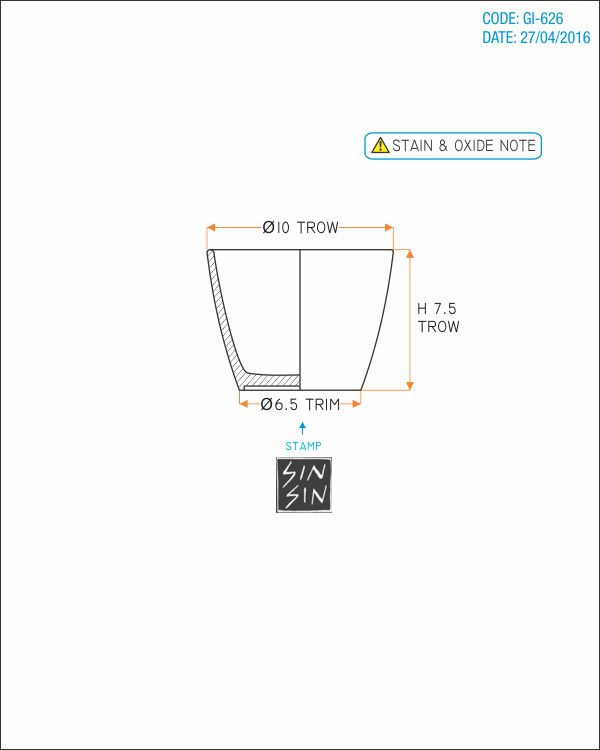 CODE: GI-626
DATE: 27/04/2016
STAIN & OXIDE NOTE
Ø10 TROW
H 7.5
TROW
Ø6.5 TRIM
STAMP
SIN
SIN